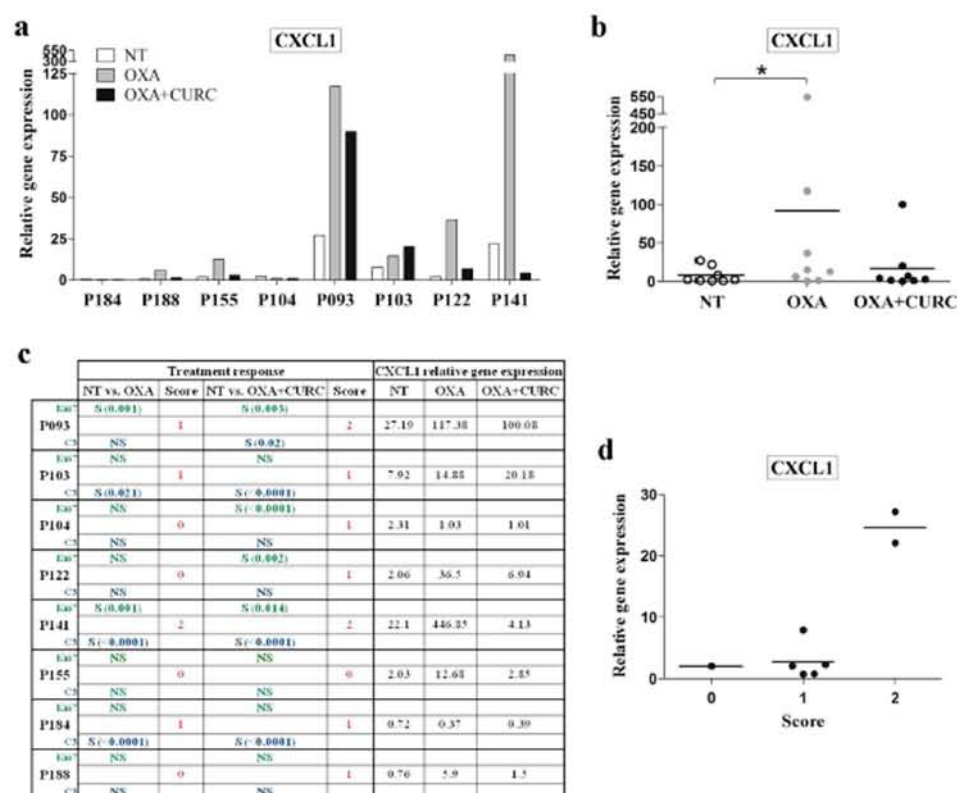 a
CXCL1
550
300
125
100
75
50
25
0
Relative gene expression
NT
OXA
OXA+CURC
P184 P188 P155 P104 P093 P103 P122 P141
b
CXCL1
*
550
450
200
150
100
50
0
Relative gene expression
NT OXA OXA+CURC
c
Treatment response CXCL1 relative gene expression
NT vs. OXA Score NT vs. OXA+CURC Score NT OXA OXA+CURC
S (0.001)
P093 1 2 27.19 117.38 100.08
C3 NS S (0.02)
NS NS
P103 1 1 7.92 14.88 20.18
C3 S (0.021) S (<0.0001)
NS S (<0.0001)
P104 0 1 2.31 1.03 1.01
C3 NS NS
NS S (0.002)
P122 0 1 2.06 36.5 6.94
C3 NS NS
S (0.001) S (0.014)
P141 2 2 22.1 446.85 4.13
C3 S (<0.0001) S (<0.0001)
NS NS
P155 0 0 2.03 12.68 2.85
C3 NS NS
NS NS
P184 1 1 0.72 0.37 0.39
C3 S (<0.0001) S (<0.0001)
NS NS
P188 0 1 0.76 5.9 1.5
C3 NS NS
d
CXCL1
30
20
10
0
Relative gene expression
0 1 2
Score